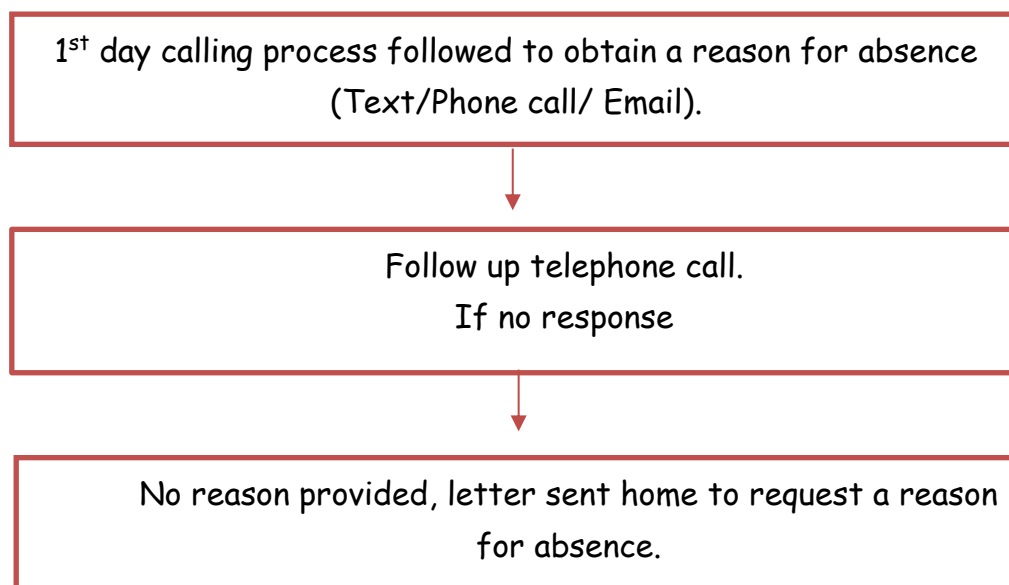 1st day calling process followed to obtain a reason for absence
(Text/Phone call/ Email).
Follow up telephone call.
If no response
No reason provided, letter sent home to request a reason
for absence.